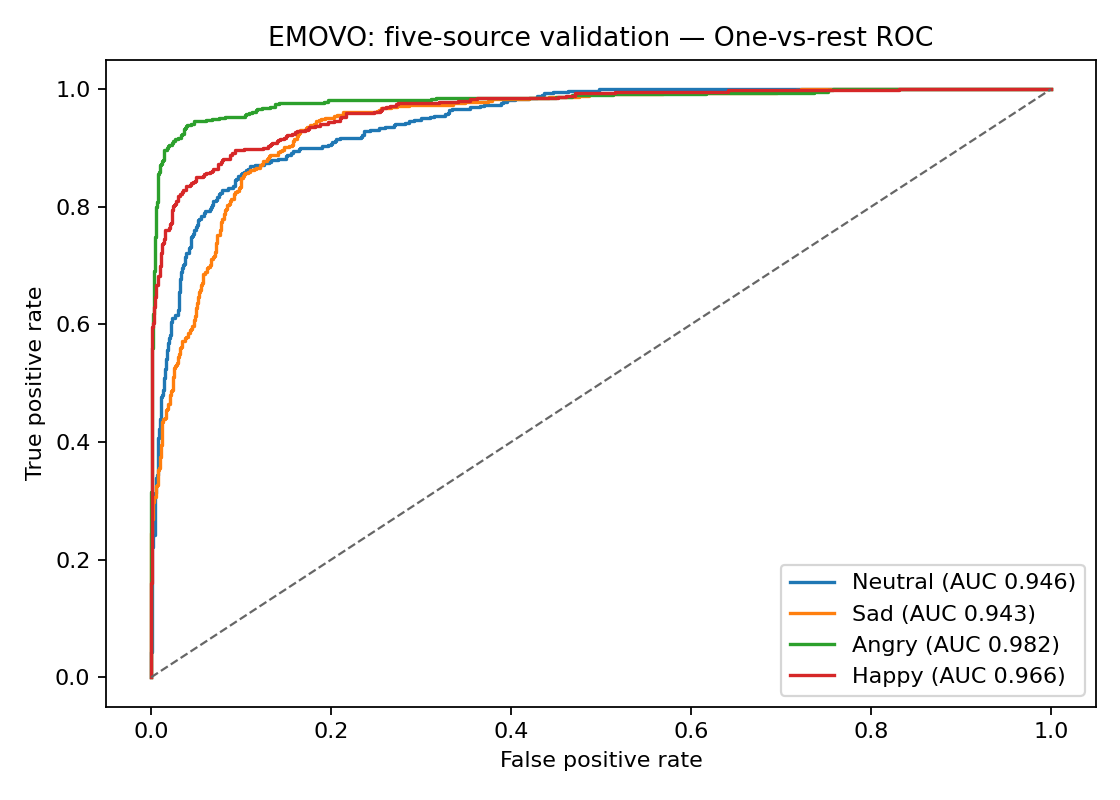 EMOVO: five-source validation — One-vs-rest ROC
True positive rate
1.0
0.8
0.6
0.4
0.2
0.0
Neutral (AUC 0.946)
Sad (AUC 0.943)
Angry (AUC 0.982)
Happy (AUC 0.966)
0.0 0.2 0.4 0.6 0.8 1.0
False positive rate